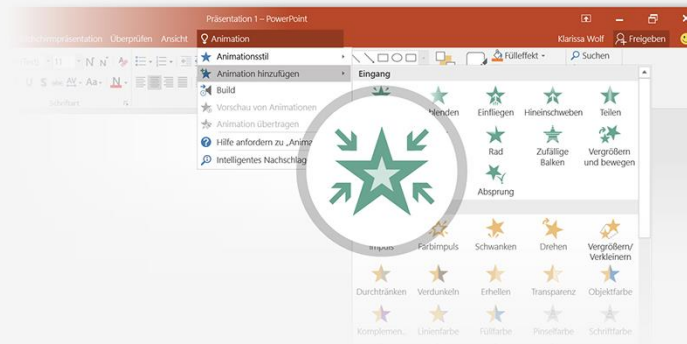 Präsentation 1 – PowerPoint
Überprüfen Ansicht Animation Klarissa Wolf Freigeben
Animationsstil Fülleffekt Suchen
Animation hinzufügen Eingang
Build
Vorschau von Animationen Einfliegen Hineinschweben Teilen
Animation übertragen
Hilfe anfordern zu „Anima
Intelligentes Nachschlag
Rad Zufällige Vergrößern
Balken und bewegen
Schriftart
Absprung
Impuls Farbimpuls Schwanken Drehen Vergrößern/
Verkleinern
Durchtränken Verdunkeln Erhellen Transparenz Objektfarbe
Komplemen... Linienfarbe Füllfarbe Pinselfarbe Schriftfarbe